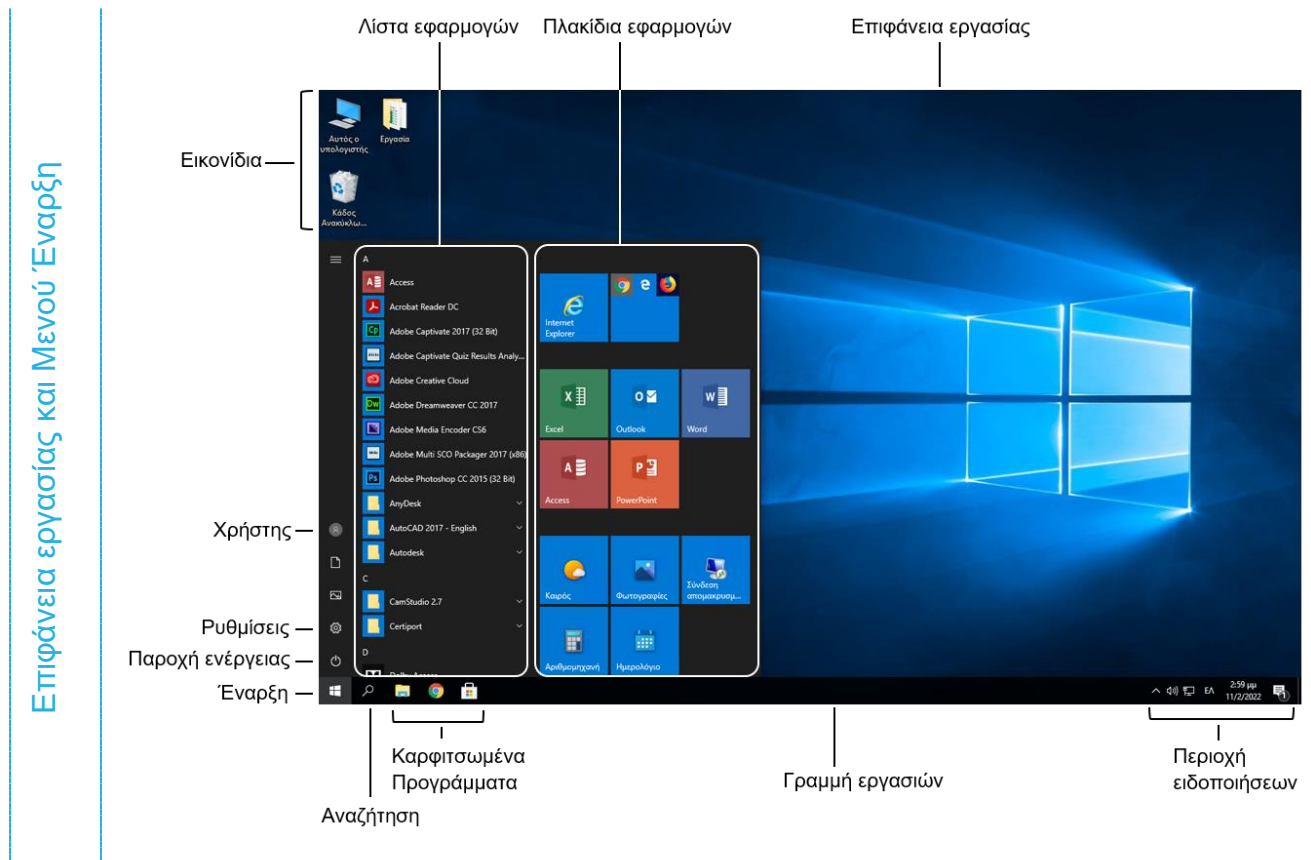 Επιφάνεια εργασίας και Μενού Έναρξη
Λίστα εφαρμογών
Πλακίδια εφαρμογών
Επιφάνεια εργασίας
Εικονίδια
Αυτός ο
υπολογιστής
Εργασία
Κάδος
Ανακύκλω...
A
Access
Acrobat Reader DC
Adobe Captivate 2017 (32 Bit)
Adobe Captivate Quiz Results Analy...
Adobe Creative Cloud
Adobe Dreamweaver CC 2017
Adobe Media Encoder CS6
Adobe Multi SCO Packager 2017 (x86)
Adobe Photoshop CC 2015 (32 Bit)
AnyDesk
AutoCAD 2017 - English
Autodesk
C
CamStudio 2.7
Certiport
D
Dolby Access
Internet
Explorer
Excel
Outlook
Word
Access
PowerPoint
Καιρός
Φωτογραφίες
Σύνδεση
απομακρυσμ...
Αριθμομηχανή
Ημερολόγιο
Χρήστης
Ρυθμίσεις
Παροχή ενέργειας
Έναρξη
ΕΛ
2:59 μμ
11/2/2022
1
Καρφιτσωμένα
Προγράμματα
Αναζήτηση
Γραμμή εργασιών
Περιοχή
ειδοποιήσεων